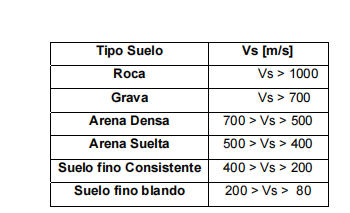 Tipo Suelo Vs [m/s]
Roca Vs > 1000
Grava Vs > 700
Arena Densa 700 > Vs > 500
Arena Suelta 500 > Vs > 400
Suelo fino Consistente 400 > Vs > 200
Suelo fino blando 200 > Vs > 80